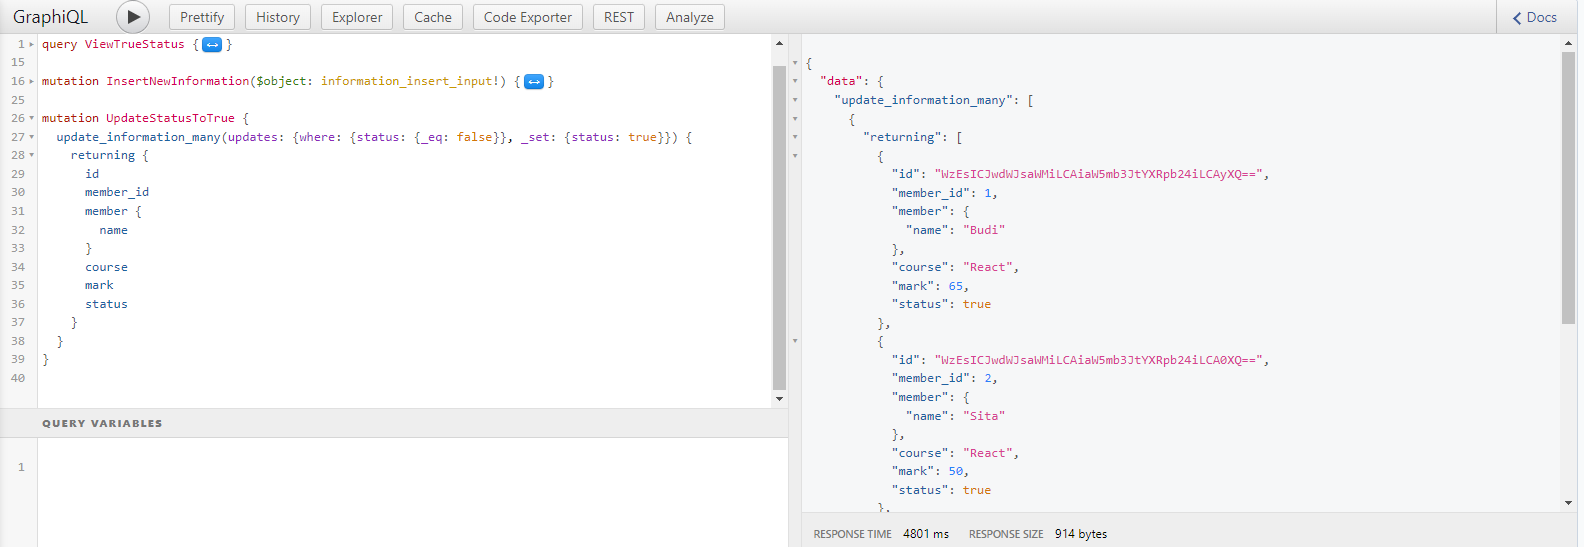 GraphiQL Prettify History Explorer Cache Code Exporter REST Analyze Docs
1 query ViewTrueStatus { }
15
16 mutation InsertNewInformation($object: information_insert_input!) { }
25
26 mutation UpdateStatusToTrue {
27 update_information_many(updates: {where: {status: {_eq: false}}, _set: {status: true}}) {
28 returning {
29 id
30 member_id
31 member {
32 name
33 }
34 course
35 mark
36 status
37 }
38 }
39 }
40
QUERY VARIABLES
1
{
"data": {
"update_information_many": [
{
"returning": [
{
"id": "WzEsICJwdWJsaWMiLCAiaW5mb3JtYXRpb24iLCAyXQ==",
"member_id": 1,
"member": {
"name": "Budi"
},
"course": "React",
"mark": 65,
"status": true
},
{
"id": "WzEsICJwdWJsaWMiLCAiaW5mb3JtYXRpb24iLCA0XQ==",
"member_id": 2,
"member": {
"name": "Sita"
},
"course": "React",
"mark": 50,
"status": true
},
RESPONSE TIME 4801 ms RESPONSE SIZE 914 bytes